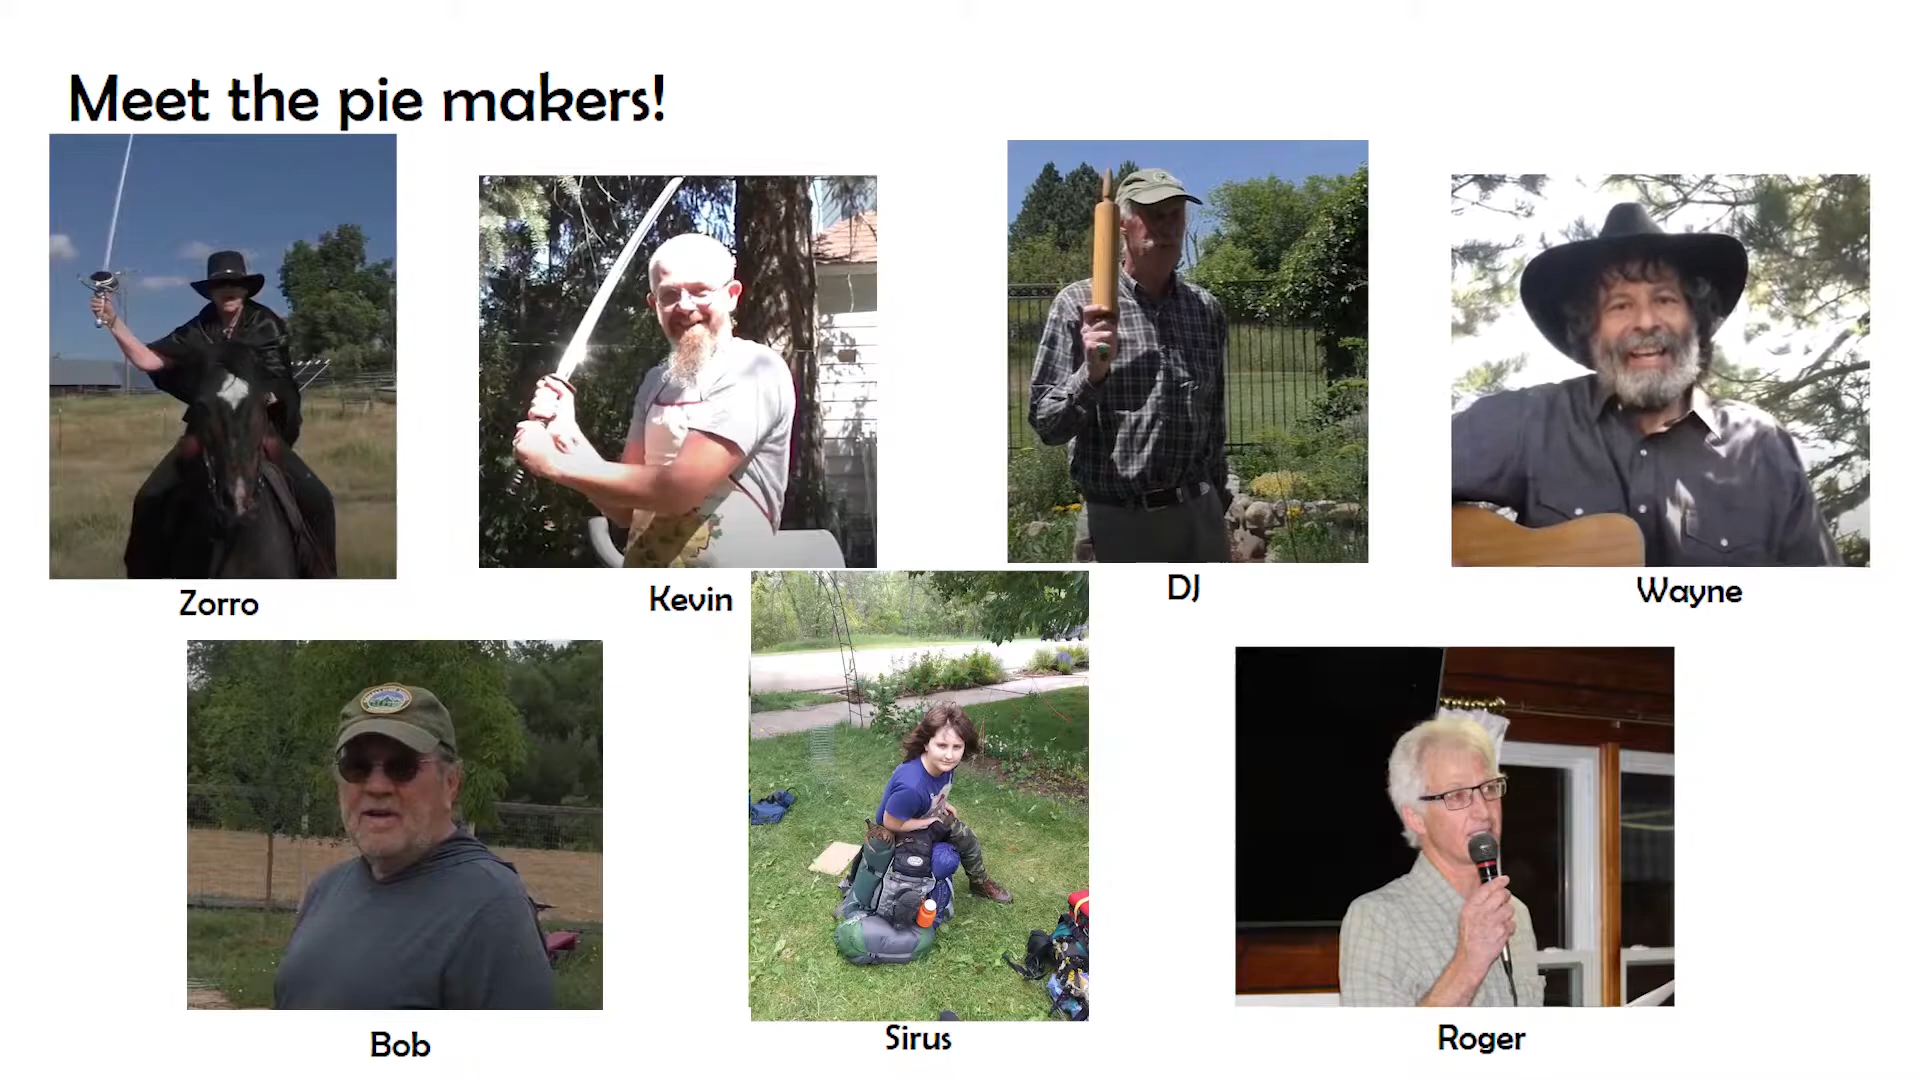 Meet the pie makers!
Zorro
Kevin
DJ
Wayne
Bob
Sirus
Roger